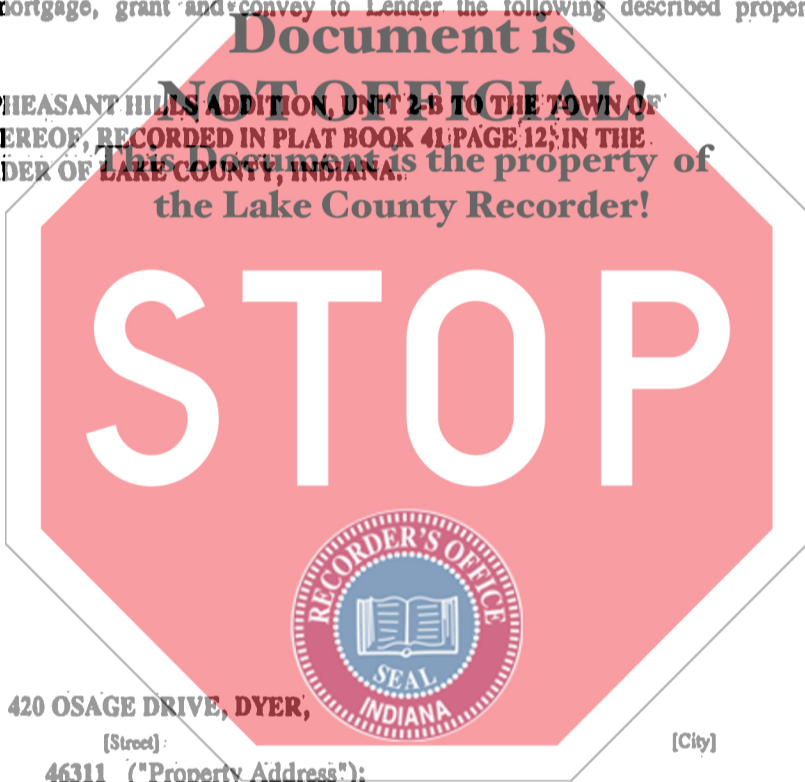 mortgage, grant and convey to Lender the following described proper
Document is
NOT OFFICIAL!
HEASANT HILLS ADDITION, UNIT 2-B TO THE TOWN OF
EREOF, RECORDED IN PLAT BOOK 41 PAGE 12, IN THE
This Document is the property of
DER OF LAKE COUNTY, INDIANA.
the Lake County Recorder!
STOP
RECORDER'S OFFICE
SEAL
INDIANA
420 OSAGE DRIVE, DYER,
[Street] [City]
46311 ("Property Address");